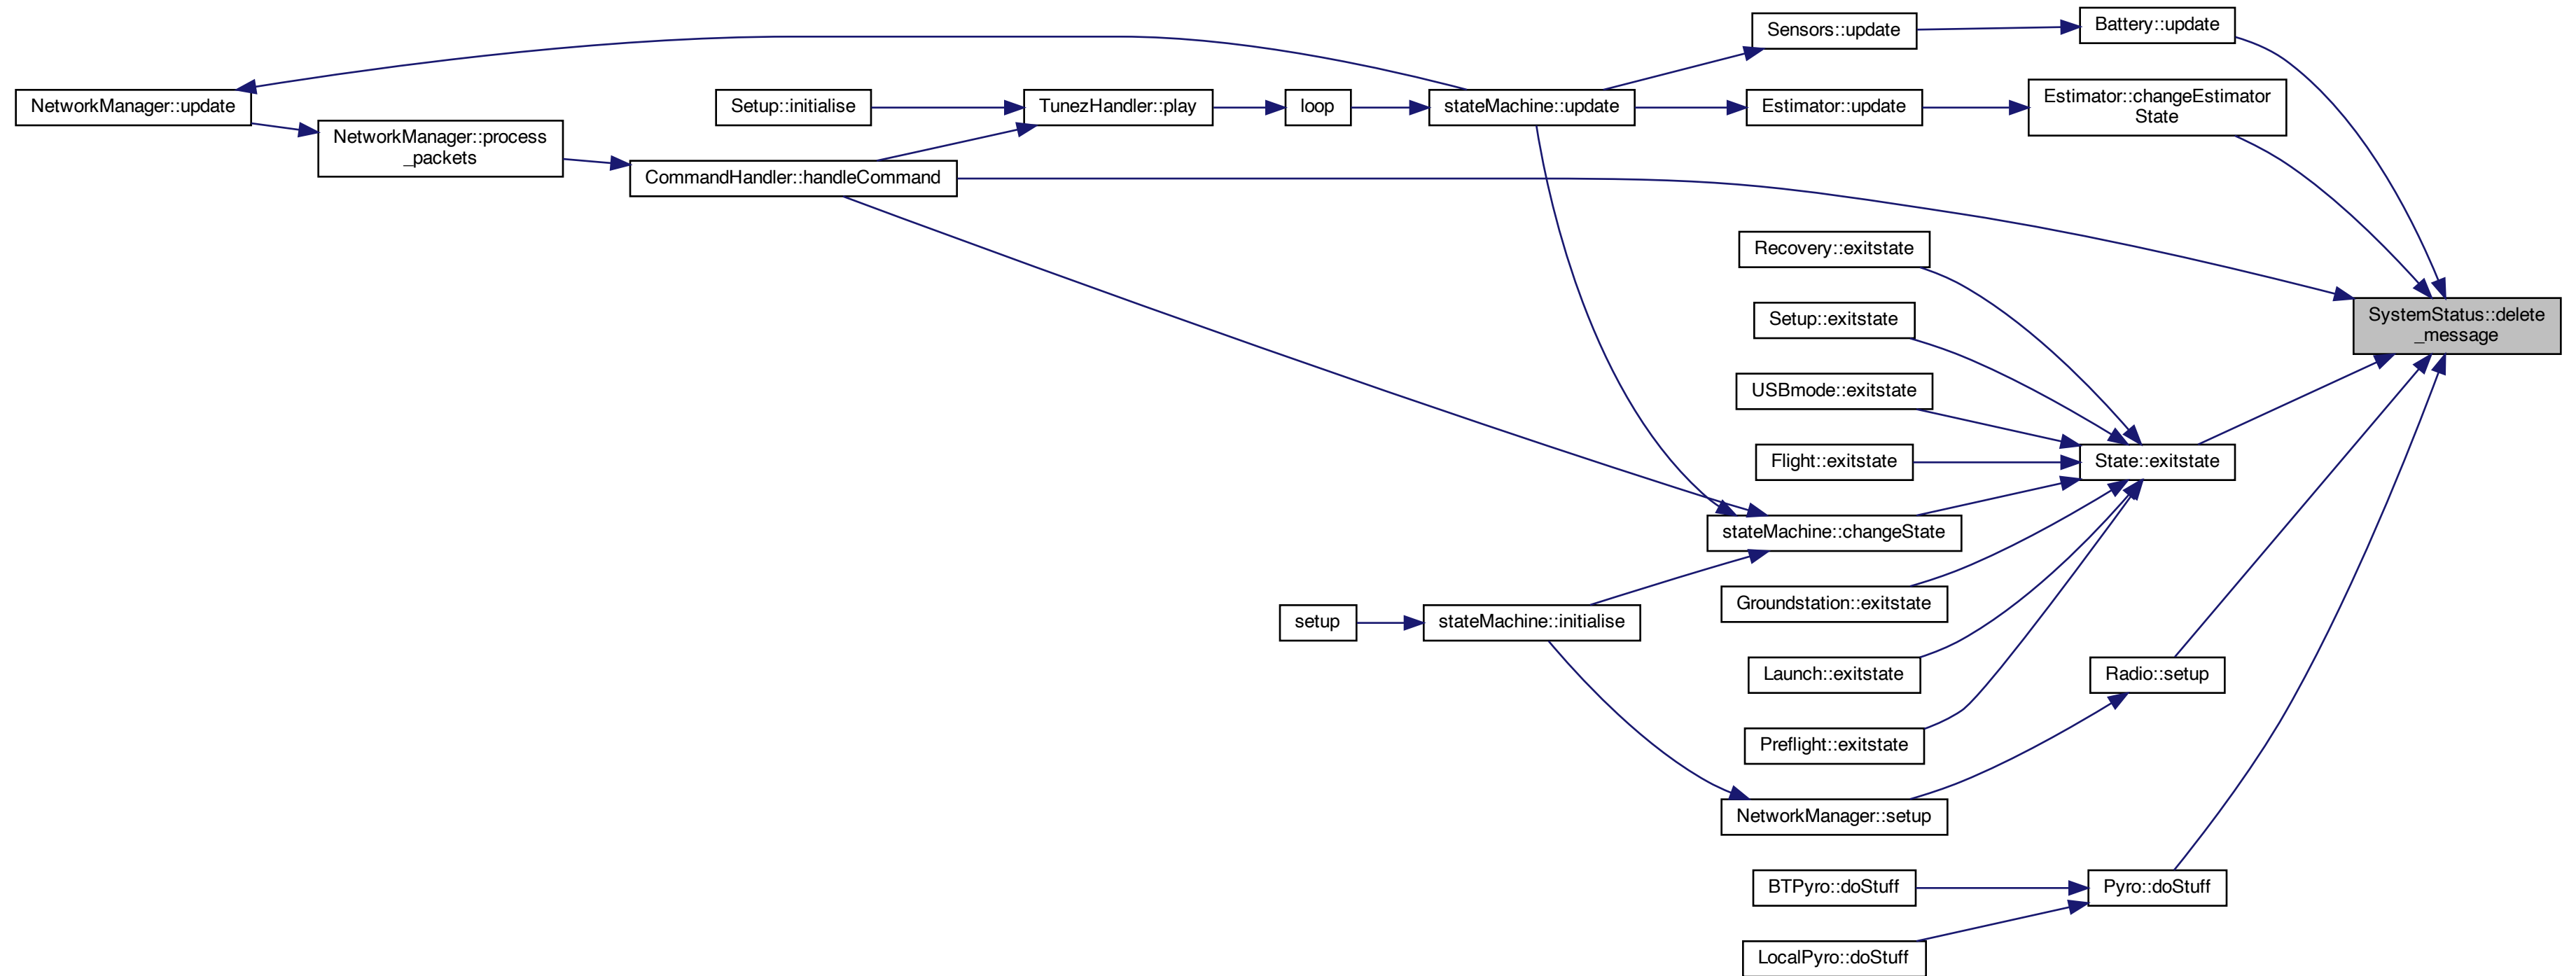 Battery::update
Sensors::update
Estimator::changeEstimator
State
NetworkManager::update
Setup::initialise
TunezHandler::play
loop
stateMachine::update
Estimator::update
NetworkManager::process
_packets
CommandHandler::handleCommand
Recovery::exitstate
Setup::exitstate
SystemStatus::delete
_message
USBmode::exitstate
Flight::exitstate
State::exitstate
stateMachine::changeState
Groundstation::exitstate
setup
stateMachine::initialise
Launch::exitstate
Radio::setup
Preflight::exitstate
NetworkManager::setup
BTPyro::doStuff
Pyro::doStuff
LocalPyro::doStuff